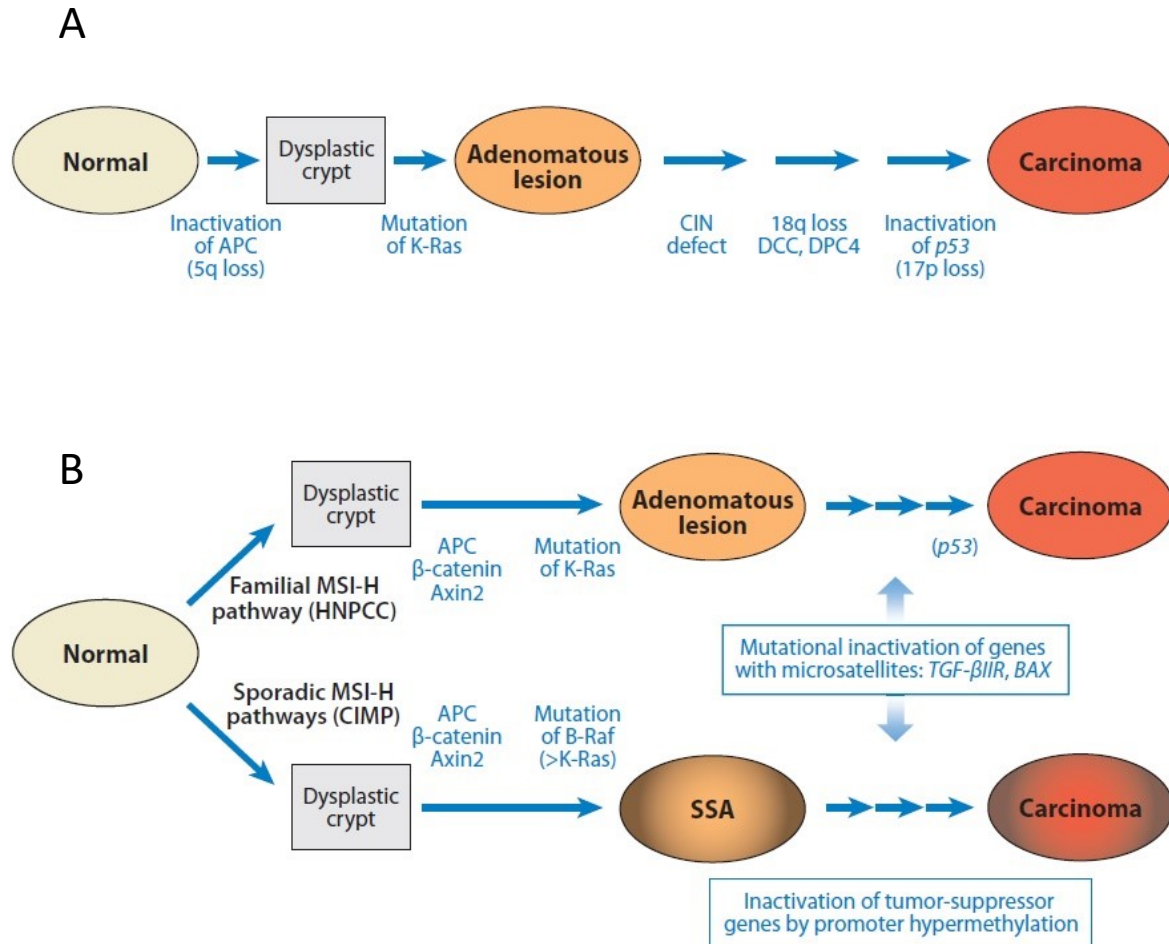 A
Normal
Dysplastic
crypt
Adenomatous
lesion
Carcinoma
Inactivation
of APC
(5q loss)
Mutation
of K-Ras
CIN
defect
18q loss
DCC, DPC4
Inactivation
of p53
(17p loss)
B
Normal
Familial MSI-H
pathway (HNPCC)
Dysplastic
crypt
APC
β-catenin
Axin2
Mutation
of K-Ras
Adenomatous
lesion
(p53)
Carcinoma
Mutational inactivation of genes
with microsatellites: TGF-βIIR, BAX
Sporadic MSI-H
pathways (CIMP)
Dysplastic
crypt
APC
β-catenin
Axin2
Mutation
of B-Raf
(>K-Ras)
SSA
Carcinoma
Inactivation of tumor-suppressor
genes by promoter hypermethylation